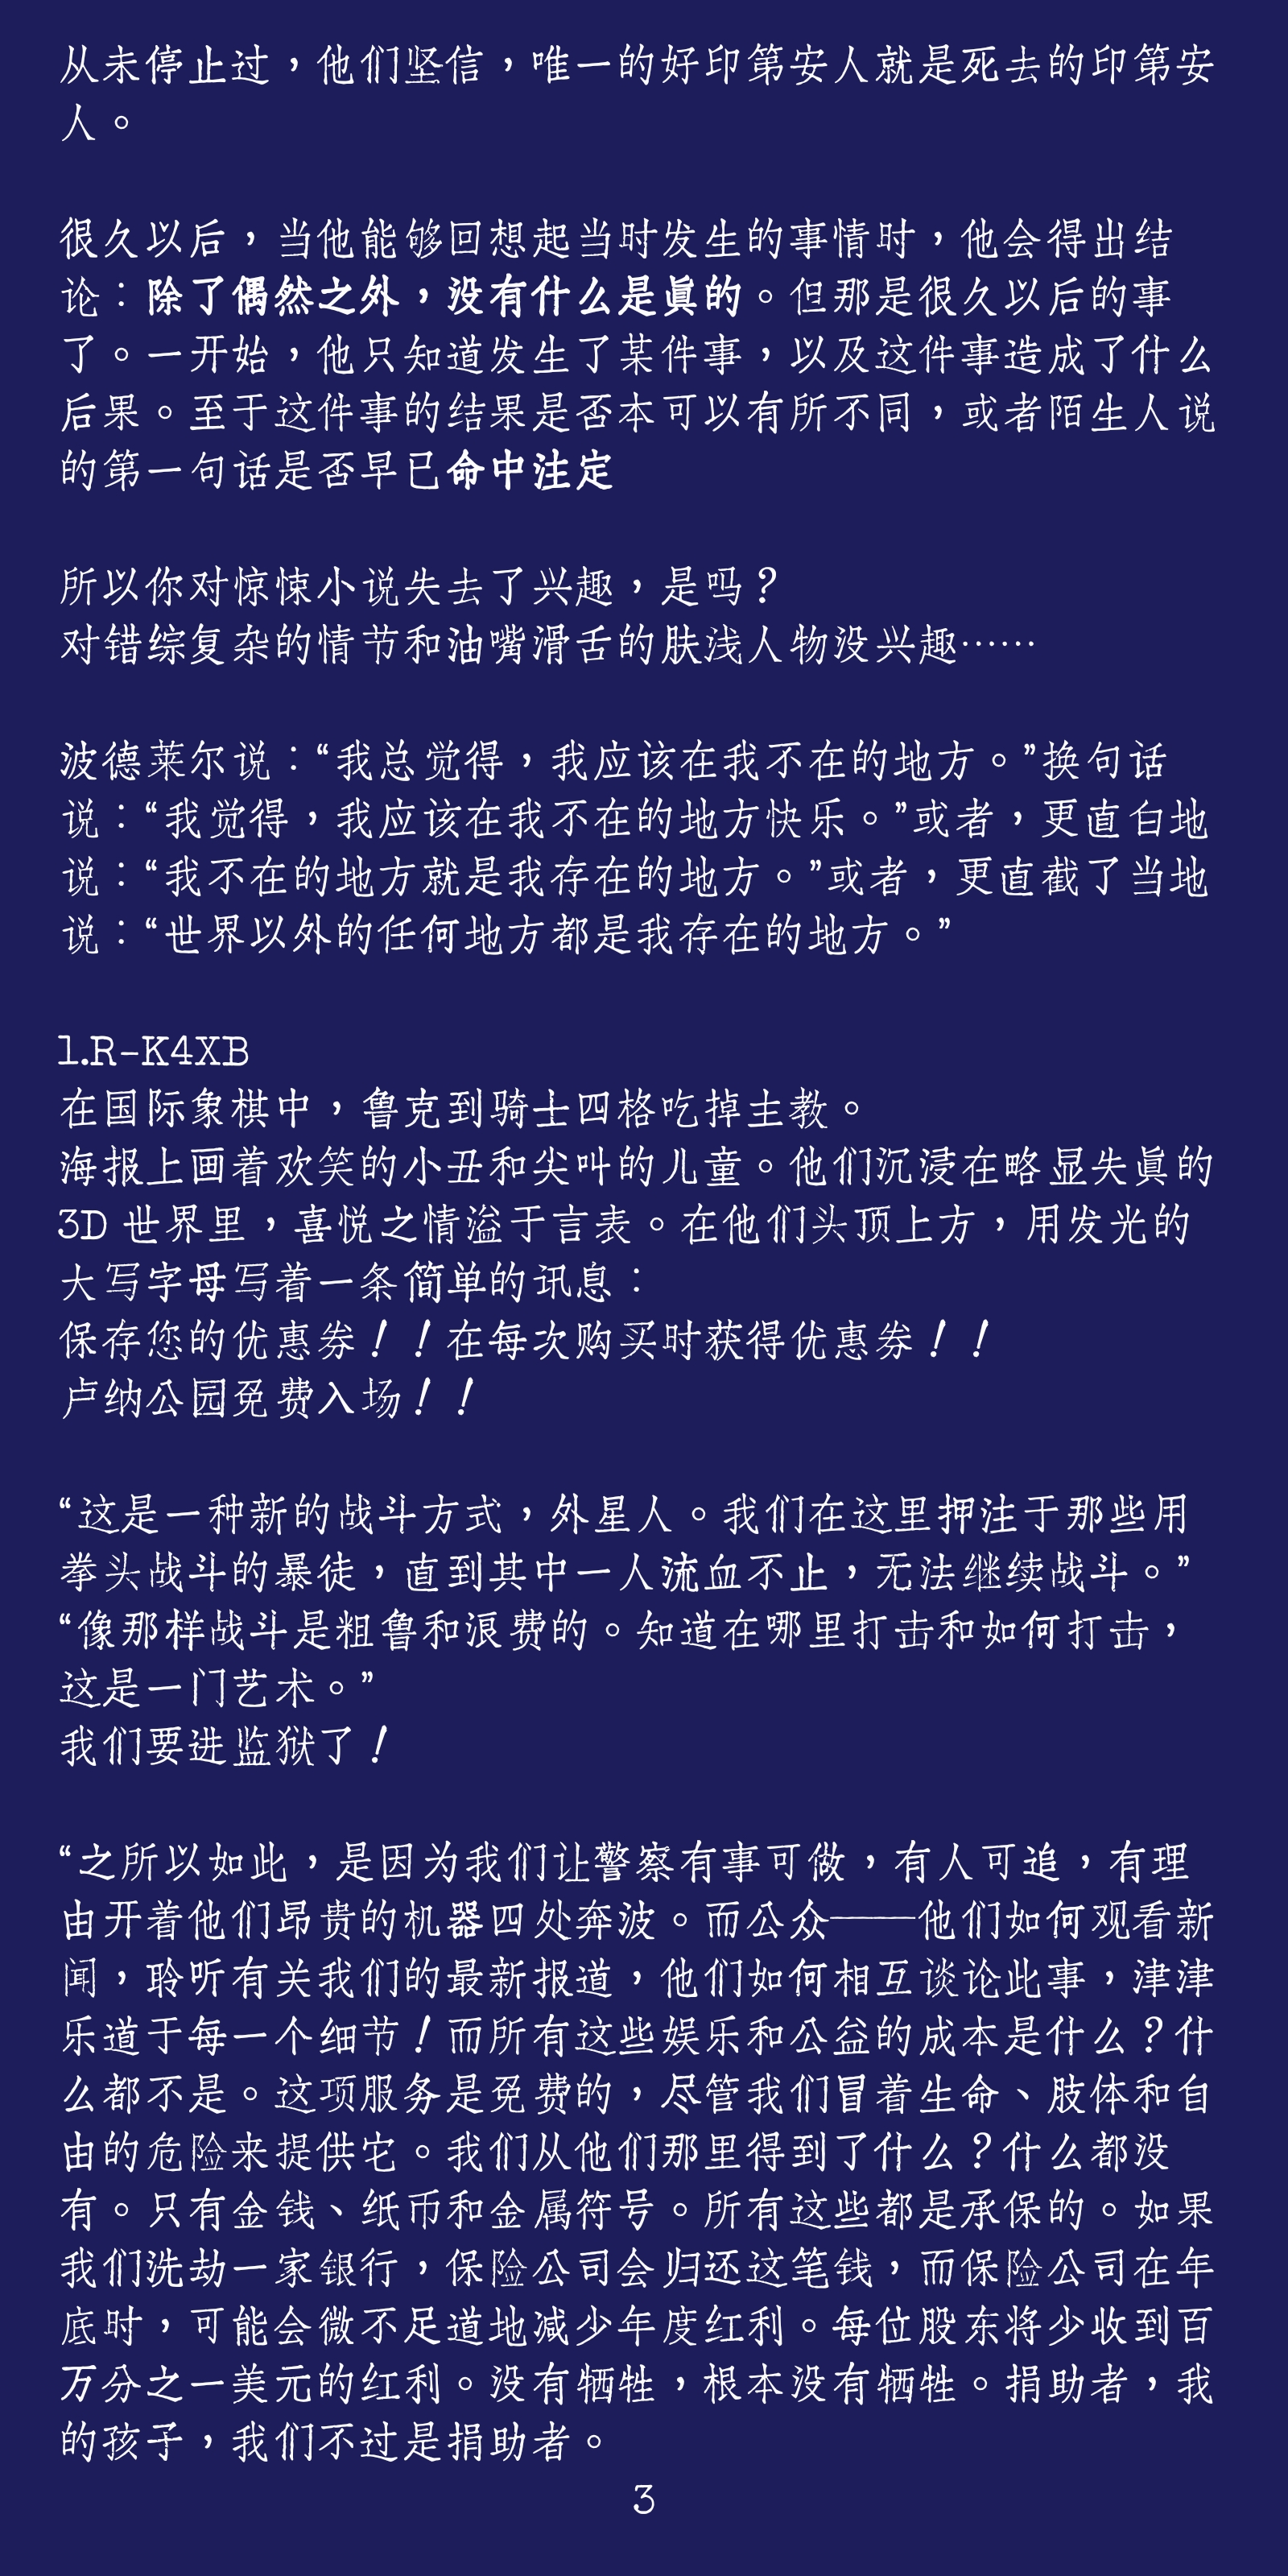 从未停止过，他们坚信，唯一的好印第安人就是死去的印第安
人。
很久以后，当他能够回想起当时发生的事情时，他会得出结
论：除了偶然之外，没有什么是真的。但那是很久以后的事
了。一开始，他只知道发生了某件事，以及这件事造成了什么
后果。至于这件事的结果是否本可以有所不同，或者陌生人说
的第一句话是否早已命中注定
所以你对惊悚小说失去了兴趣，是吗？
对错综复杂的情节和油嘴滑舌的肤浅人物没兴趣……
波德莱尔说：“我总觉得，我应该在我不在的地方。”换句话
说：“我觉得，我应该在我不在的地方快乐。”或者，更直白地
说：“我不在的地方就是我存在的地方。”或者，更直截了当地
说：“世界以外的任何地方都是我存在的地方。”
1.R-K4XB
在国际象棋中，鲁克到骑士四格吃掉主教。
海报上画着欢笑的小丑和尖叫的儿童。他们沉浸在略显失真的
3D 世界里，喜悦之情溢于言表。在他们头顶上方，用发光的
大写字母写着一条简单的讯息：
保存您的优惠券！！在每次购买时获得优惠券！！
卢纳公园免费入场！！
“这是一种新的战斗方式，外星人。我们在这里押注于那些用
拳头战斗的暴徒，直到其中一人流血不止，无法继续战斗。”
“像那样战斗是粗鲁和浪费的。知道在哪里打击和如何打击，
这是一门艺术。”
我们要进监狱了！
“之所以如此，是因为我们让警察有事可做，有人可追，有理
由开着他们昂贵的机器四处奔波。而公众——他们如何观看新
闻，聆听有关我们的最新报道，他们如何相互谈论此事，津津
乐道于每一个细节！而所有这些娱乐和公益的成本是什么？什
么都不是。这项服务是免费的，尽管我们冒着生命、肢体和自
由的危险来提供它。我们从他们那里得到了什么？什么都没
有。只有金钱、纸币和金属符号。所有这些都是承保的。如果
我们洗劫一家银行，保险公司会归还这笔钱，而保险公司在年
底时，可能会微不足道地减少年度红利。每位股东将少收到百
万分之一美元的红利。没有牺牲，根本没有牺牲。捐助者，我
的孩子，我们不过是捐助者。
3